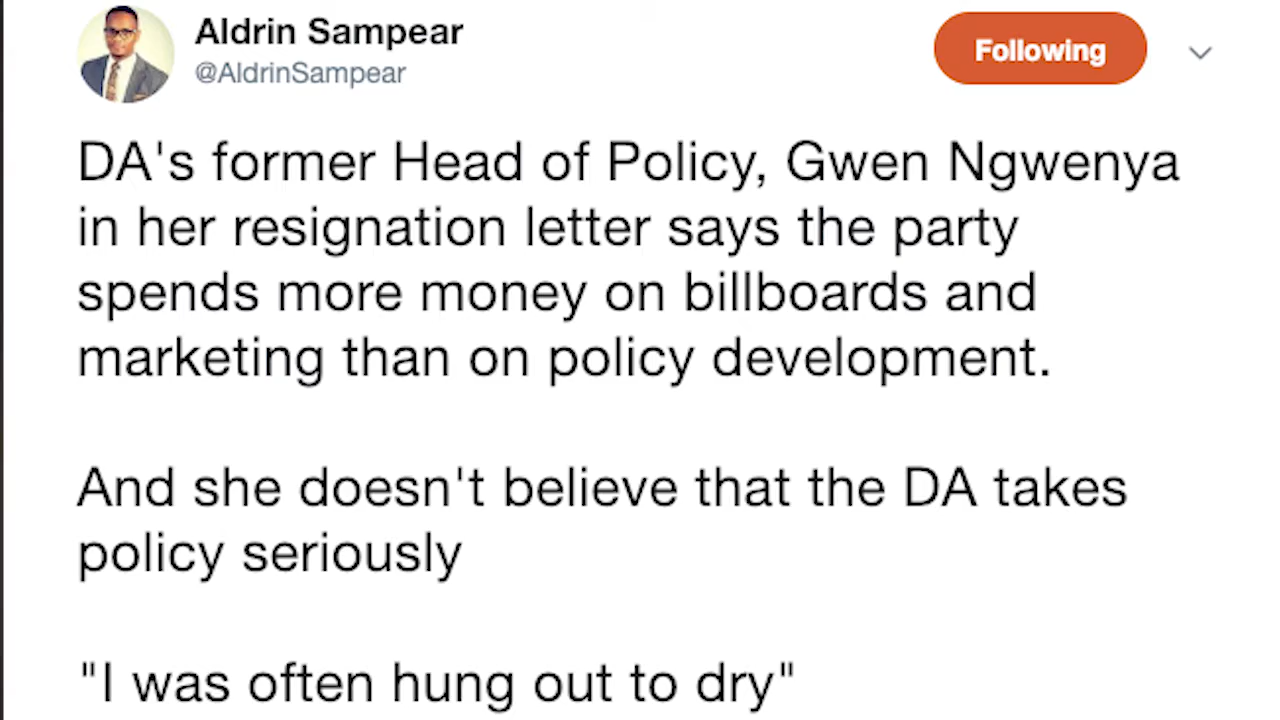 Aldrin Sampear
@AldrinSampear
Following
DA's former Head of Policy, Gwen Ngwenya
in her resignation letter says the party
spends more money on billboards and
marketing than on policy development.
And she doesn't believe that the DA takes
policy seriously
"I was often hung out to dry"